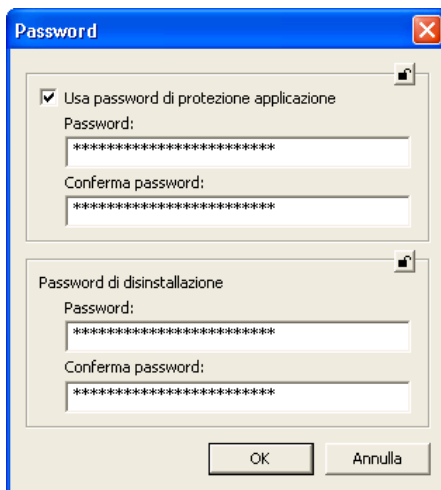 Password
Usa password di protezione applicazione
Password:
************************
Conferma password:
************************
Password di disinstallazione
Password:
************************
Conferma password:
************************
OK
Annulla